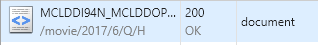 MCLDDI94N_MCLDDOP... 200 document
/movie/2017/6/Q/H OK